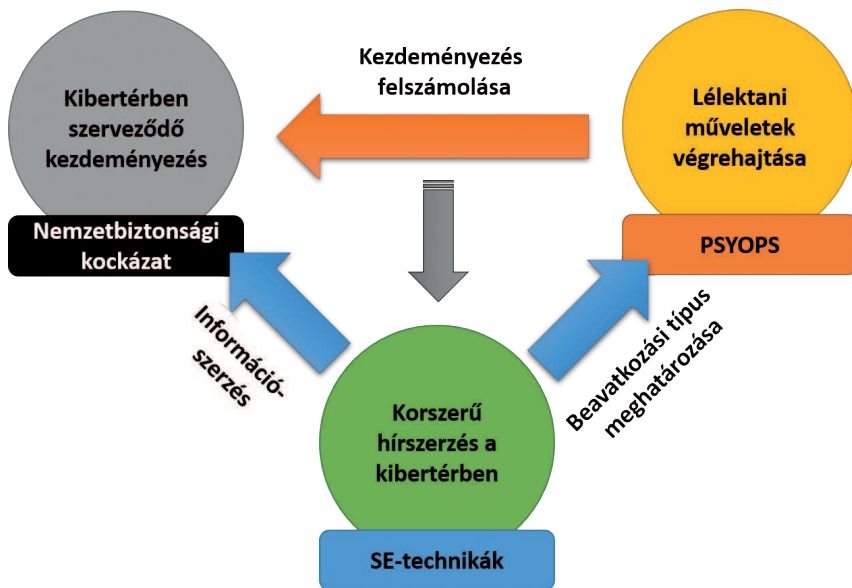 Kezdeményezés
felszámolása
Kibertérben
szerveződő
kezdeményezés
Nemzetbiztonsági
kockázat
Lélektani
műveletek
végrehajtása
PSYOPS
Információ-
szerzés
Beavatkozási típus
meghatározása
Korszerű
hírszerzés a
kibertérben
SE-technikák